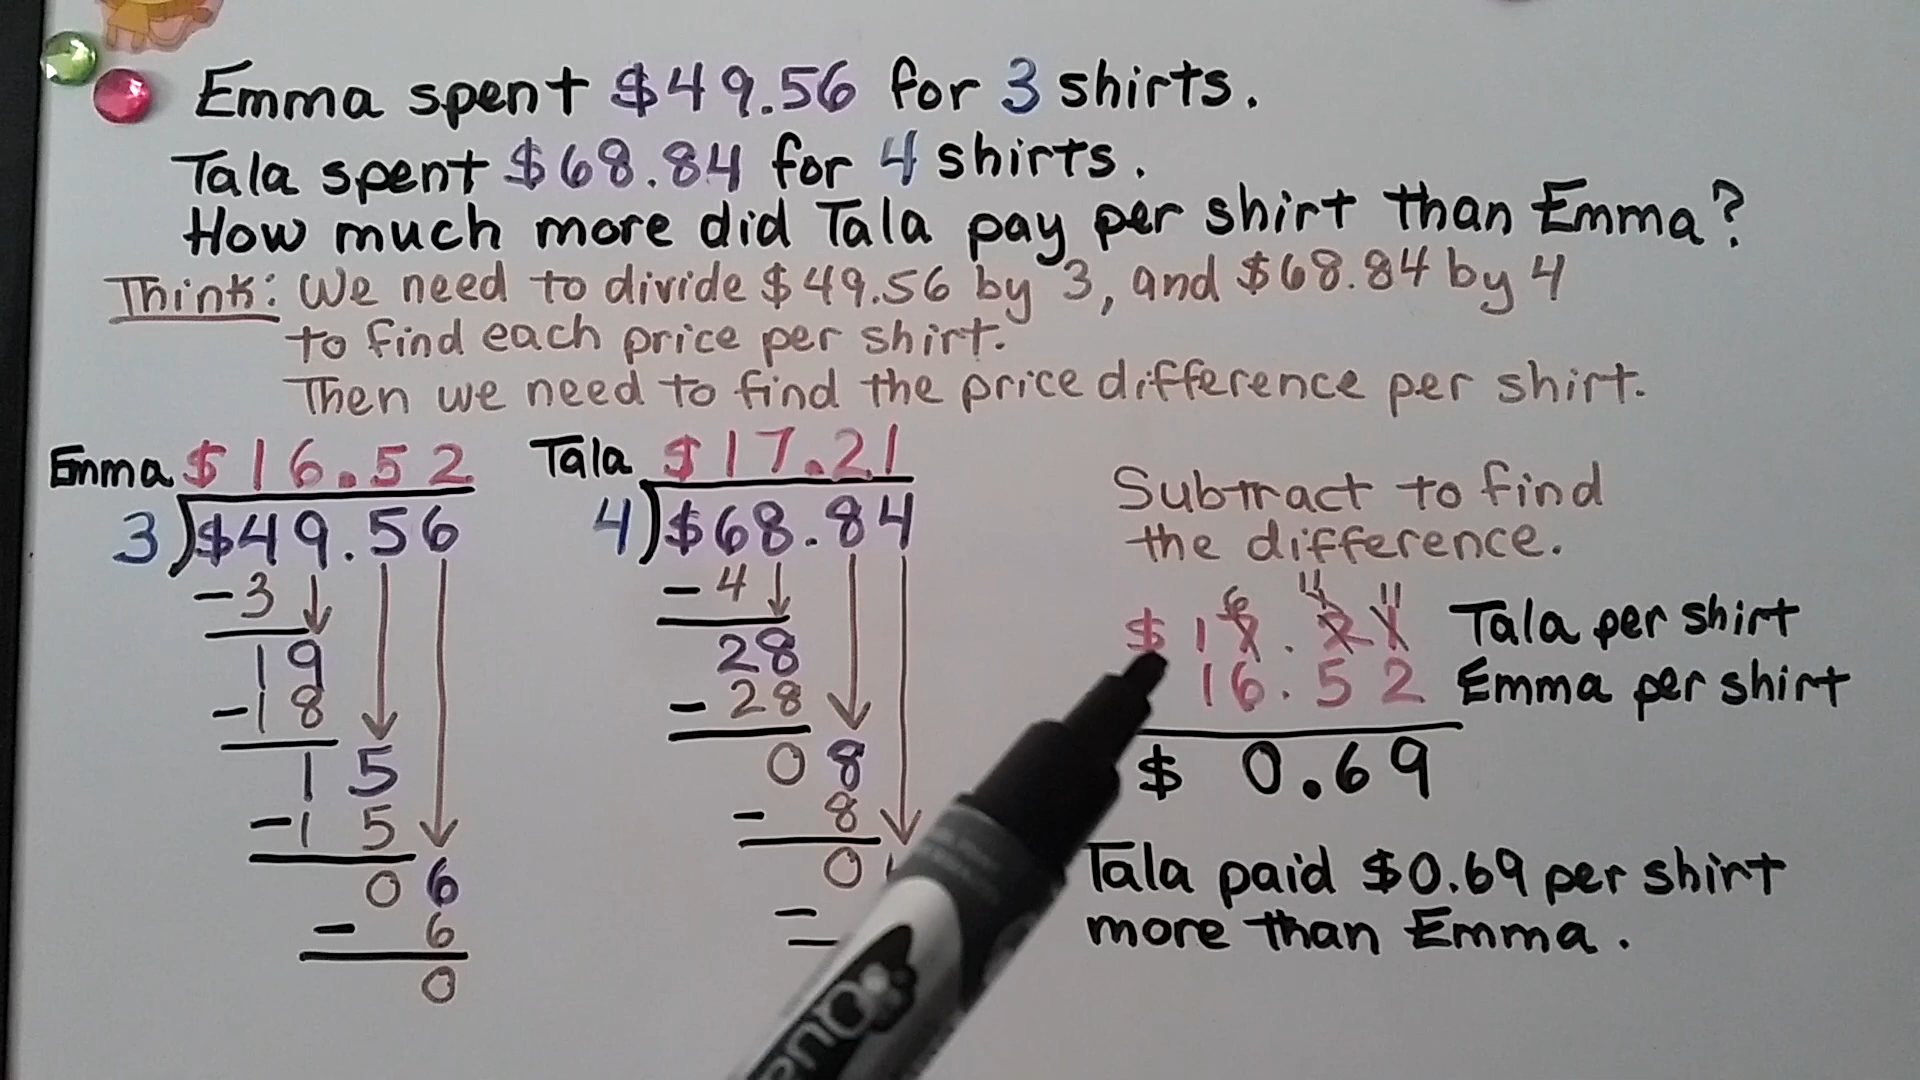 Emma spent $49.56 for 3 shirts.
Tala spent $68.84 for 4 shirts.
How much more did Tala pay per shirt than Emma?
Think: We need to divide $49.56 by 3, and $68.84 by 4
to find each price per shirt.
Then we need to find the price difference per shirt.
Emma $16.52
3)$49.56
-3
19
-18
15
-15
06
-6
0
Tala $17.21
4)$68.84
-4
28
-28
08
-8
0
-
Subtract to find
the difference.
6 11 11
$17.21 Tala per shirt
16.52 Emma per shirt
$0.69
Tala paid $0.69 per shirt
more than Emma.